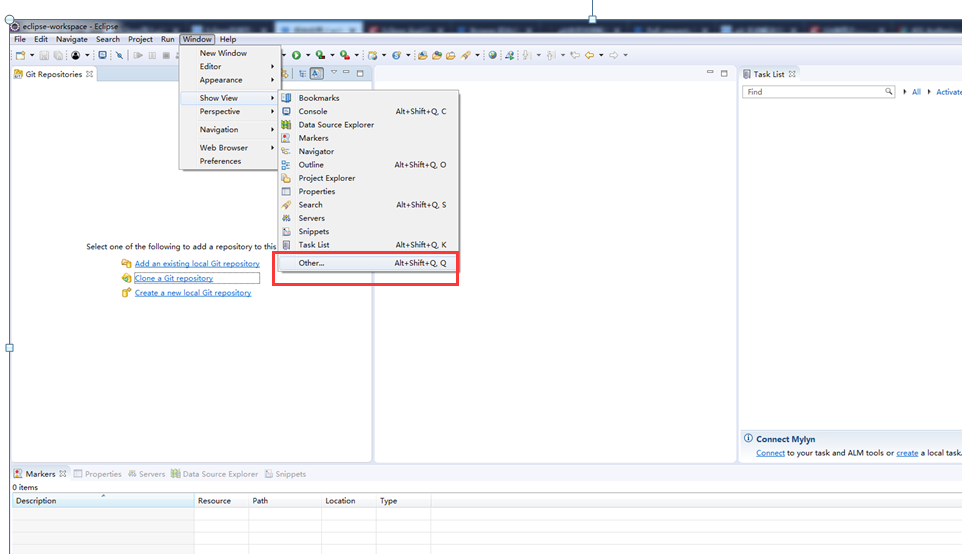 eclipse-workspace - Eclipse
File Edit Navigate Search Project Run Window Help
New Window
Editor
Appearance
Show View
Perspective
Navigation
Web Browser
Preferences
Git Repositories
Bookmarks
Console Alt+Shift+Q, C
Data Source Explorer
Markers
Navigator
Outline Alt+Shift+Q, O
Project Explorer
Properties
Search Alt+Shift+Q, S
Servers
Snippets
Task List Alt+Shift+Q, K
Other... Alt+Shift+Q, Q
Select one of the following to add a repository to this
Add an existing local Git repository
Clone a Git repository
Create a new local Git repository
Task List
Find All Activate
Connect Mylyn
Connect to your task and ALM tools or create a local task.
Markers Properties Servers Data Source Explorer Snippets
0 items
Description Resource Path Location Type